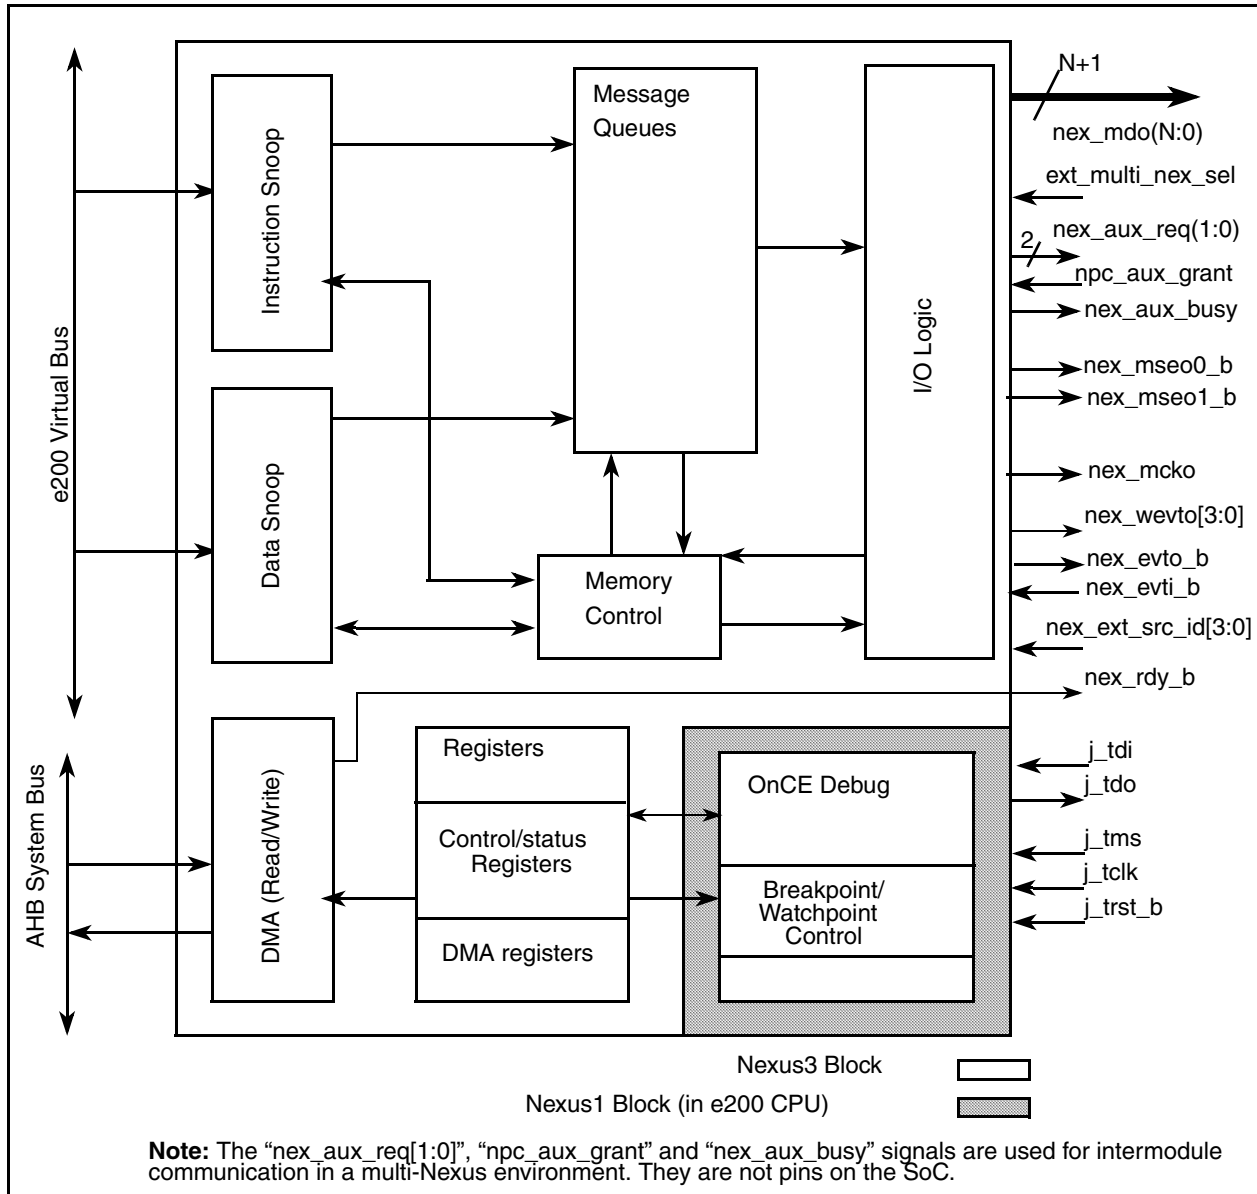 N+1
Message
Queues
nex_mdo(N:0)
Instruction Snoop
ext_multi_nex_sel
nex_aux_req(1:0)
2
npc_aux_grant
nex_aux_busy
I/O Logic
e200 Virtual Bus
nex_mseo0_b
nex_mseo1_b
nex_mcko
nex_wevto[3:0]
Data Snoop
nex_evto_b
Memory
Control
nex_evti_b
nex_ext_src_id[3:0]
nex_rdy_b
AHB System Bus
DMA (Read/Write)
Registers
Control/status
Registers
DMA registers
OnCE Debug
Breakpoint/
Watchpoint
Control
j_tdi
j_tdo
j_tms
j_tclk
j_trst_b
Nexus3 Block
Nexus1 Block (in e200 CPU)
Note: The “nex_aux_req[1:0]”, “npc_aux_grant” and “nex_aux_busy” signals are used for intermodule
communication in a multi-Nexus environment. They are not pins on the SoC.